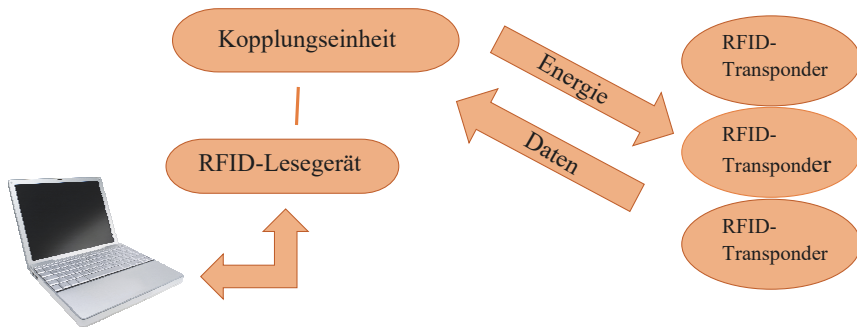 Kopplungseinheit
Energie
Daten
RFID-Lesegerät
RFID-
Transponder
RFID-
Transponder
RFID-
Transponder